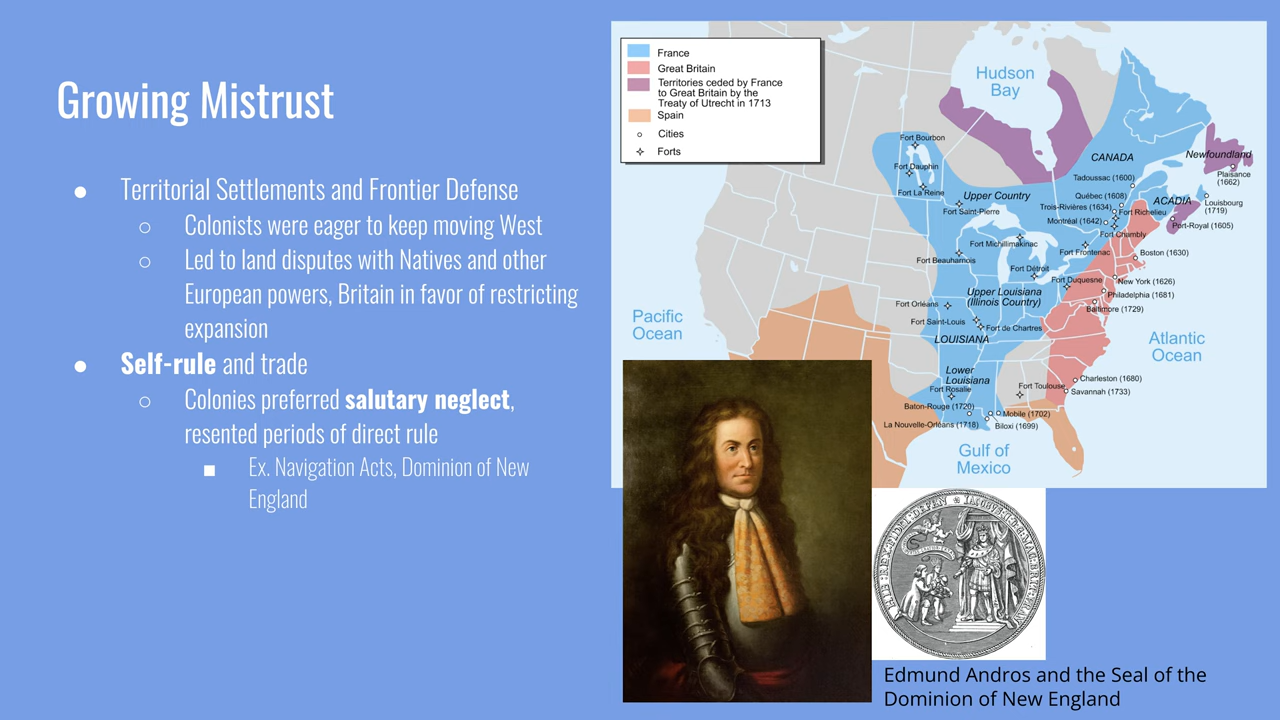 Growing Mistrust
● Territorial Settlements and Frontier Defense
○ Colonists were eager to keep moving West
○ Led to land disputes with Natives and other
European powers, Britain in favor of restricting
expansion
● Self-rule and trade
○ Colonies preferred salutary neglect,
resented periods of direct rule
■ Ex. Navigation Acts, Dominion of New
England
France
Great Britain
Territories ceded by France
to Great Britain by the
Treaty of Utrecht in 1713
Spain
Cities
Forts
Hudson
Bay
Fort Bourbon
Fort Dauphin
Fort La Reine
Upper Country
Fort Saint-Pierre
CANADA
Newfoundland
Plaisance
(1662)
Tadoussac (1600)
Québec (1608)
ACADIA
Louisbourg
(1719)
Trois-Rivières (1634)
Fort Richelieu
Montréal (1642)
Port-Royal (1605)
Fort Chambly
Fort Michillimakinac
Fort Frontenac
Boston (1630)
Fort Beauharnois
Fort Détroit
Fort Duquesne
New York (1626)
Upper Louisiana
(Illinois Country)
Philadelphia (1681)
Fort Orléans
Baltimore (1729)
Fort Saint-Louis
Fort de Chartres
LOUISIANA
Pacific
Ocean
Atlantic
Ocean
Lower
Louisiana
Fort Rosalie
Fort Toulouse
Charleston (1680)
Savannah (1733)
Baton-Rouge (1720)
Mobile (1702)
La Nouvelle-Orléans (1718)
Biloxi (1699)
Gulf of
Mexico
Edmund Andros and the Seal of the
Dominion of New England